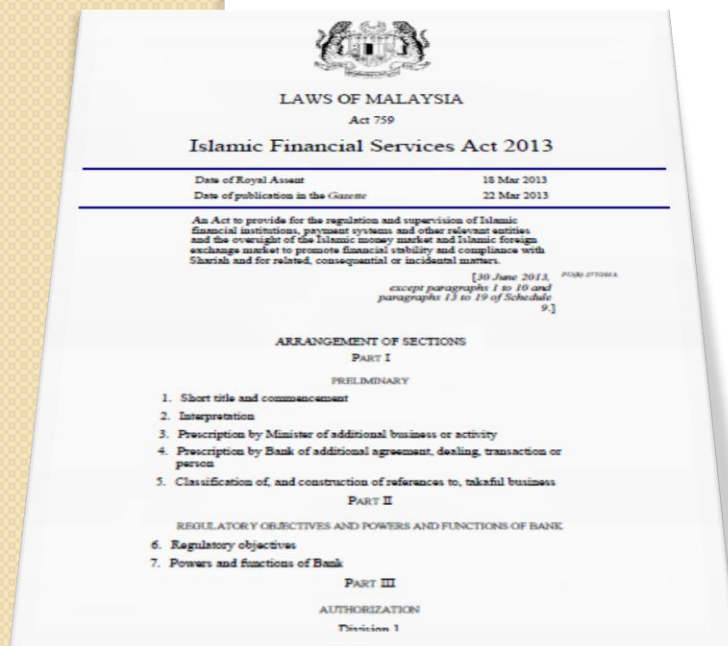 LAWS OF MALAYSIA
Act 759
Islamic Financial Services Act 2013
Date of Royal Assent 18 Mar 2013
Date of publication in the Gazette 22 Mar 2013
An Act to provide for the regulation and supervision of Islamic
financial institutions, payment systems and other relevant entities
and the oversight of the Islamic money market and Islamic foreign
exchange market to promote financial stability and compliance with
Shariah and for related, consequential or incidental matters.
[30 June 2013,
except paragraphs 1 to 10 and
paragraphs 13 to 19 of Schedule
9.]
ARRANGEMENT OF SECTIONS
PART I
PRELIMINARY
1. Short title and commencement
2. Interpretation
3. Prescription by Minister of additional business or activity
4. Prescription by Bank of additional agreement, dealing, transaction or
person
5. Classification of, and construction of references to, takaful business
PART II
REGULATORY OBJECTIVES AND POWERS AND FUNCTIONS OF BANK
6. Regulatory objectives
7. Powers and functions of Bank
PART III
AUTHORIZATION
Division 1